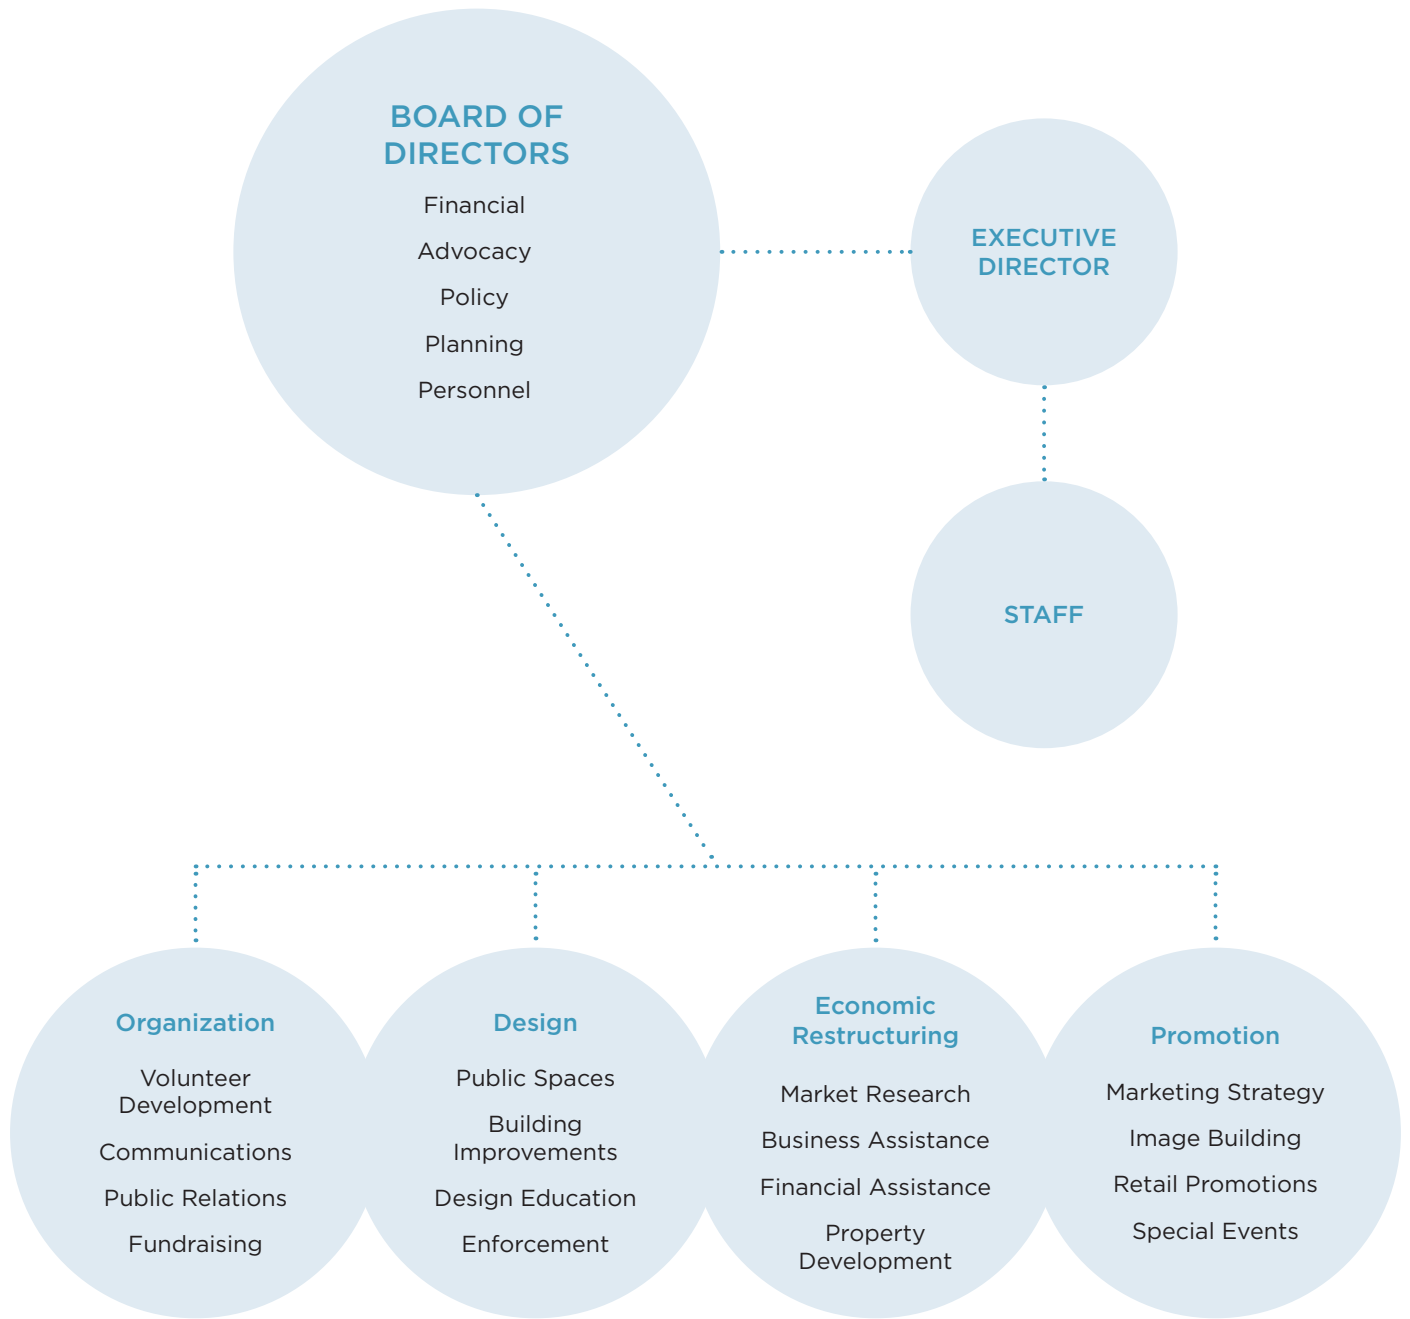 BOARD OF
DIRECTORS
Financial
Advocacy
Policy
Planning
Personnel
EXECUTIVE
DIRECTOR
STAFF
Organization
Volunteer
Development
Communications
Public Relations
Fundraising
Design
Public Spaces
Building
Improvements
Design Education
Enforcement
Economic
Restructuring
Market Research
Business Assistance
Financial Assistance
Property
Development
Promotion
Marketing Strategy
Image Building
Retail Promotions
Special Events